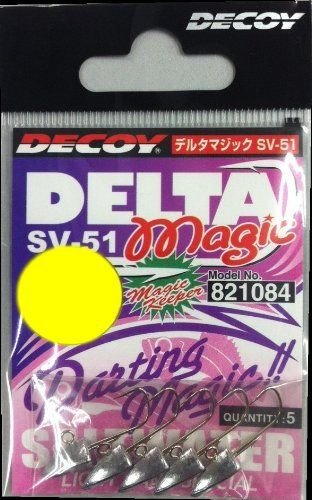 DECOY
DECOY® デルタマジック SV-51
DELTA
SV-51 Magic
Magic Keeper
Model No.
821084
Darting Magic!!
QUANTITY:5
LIGHT